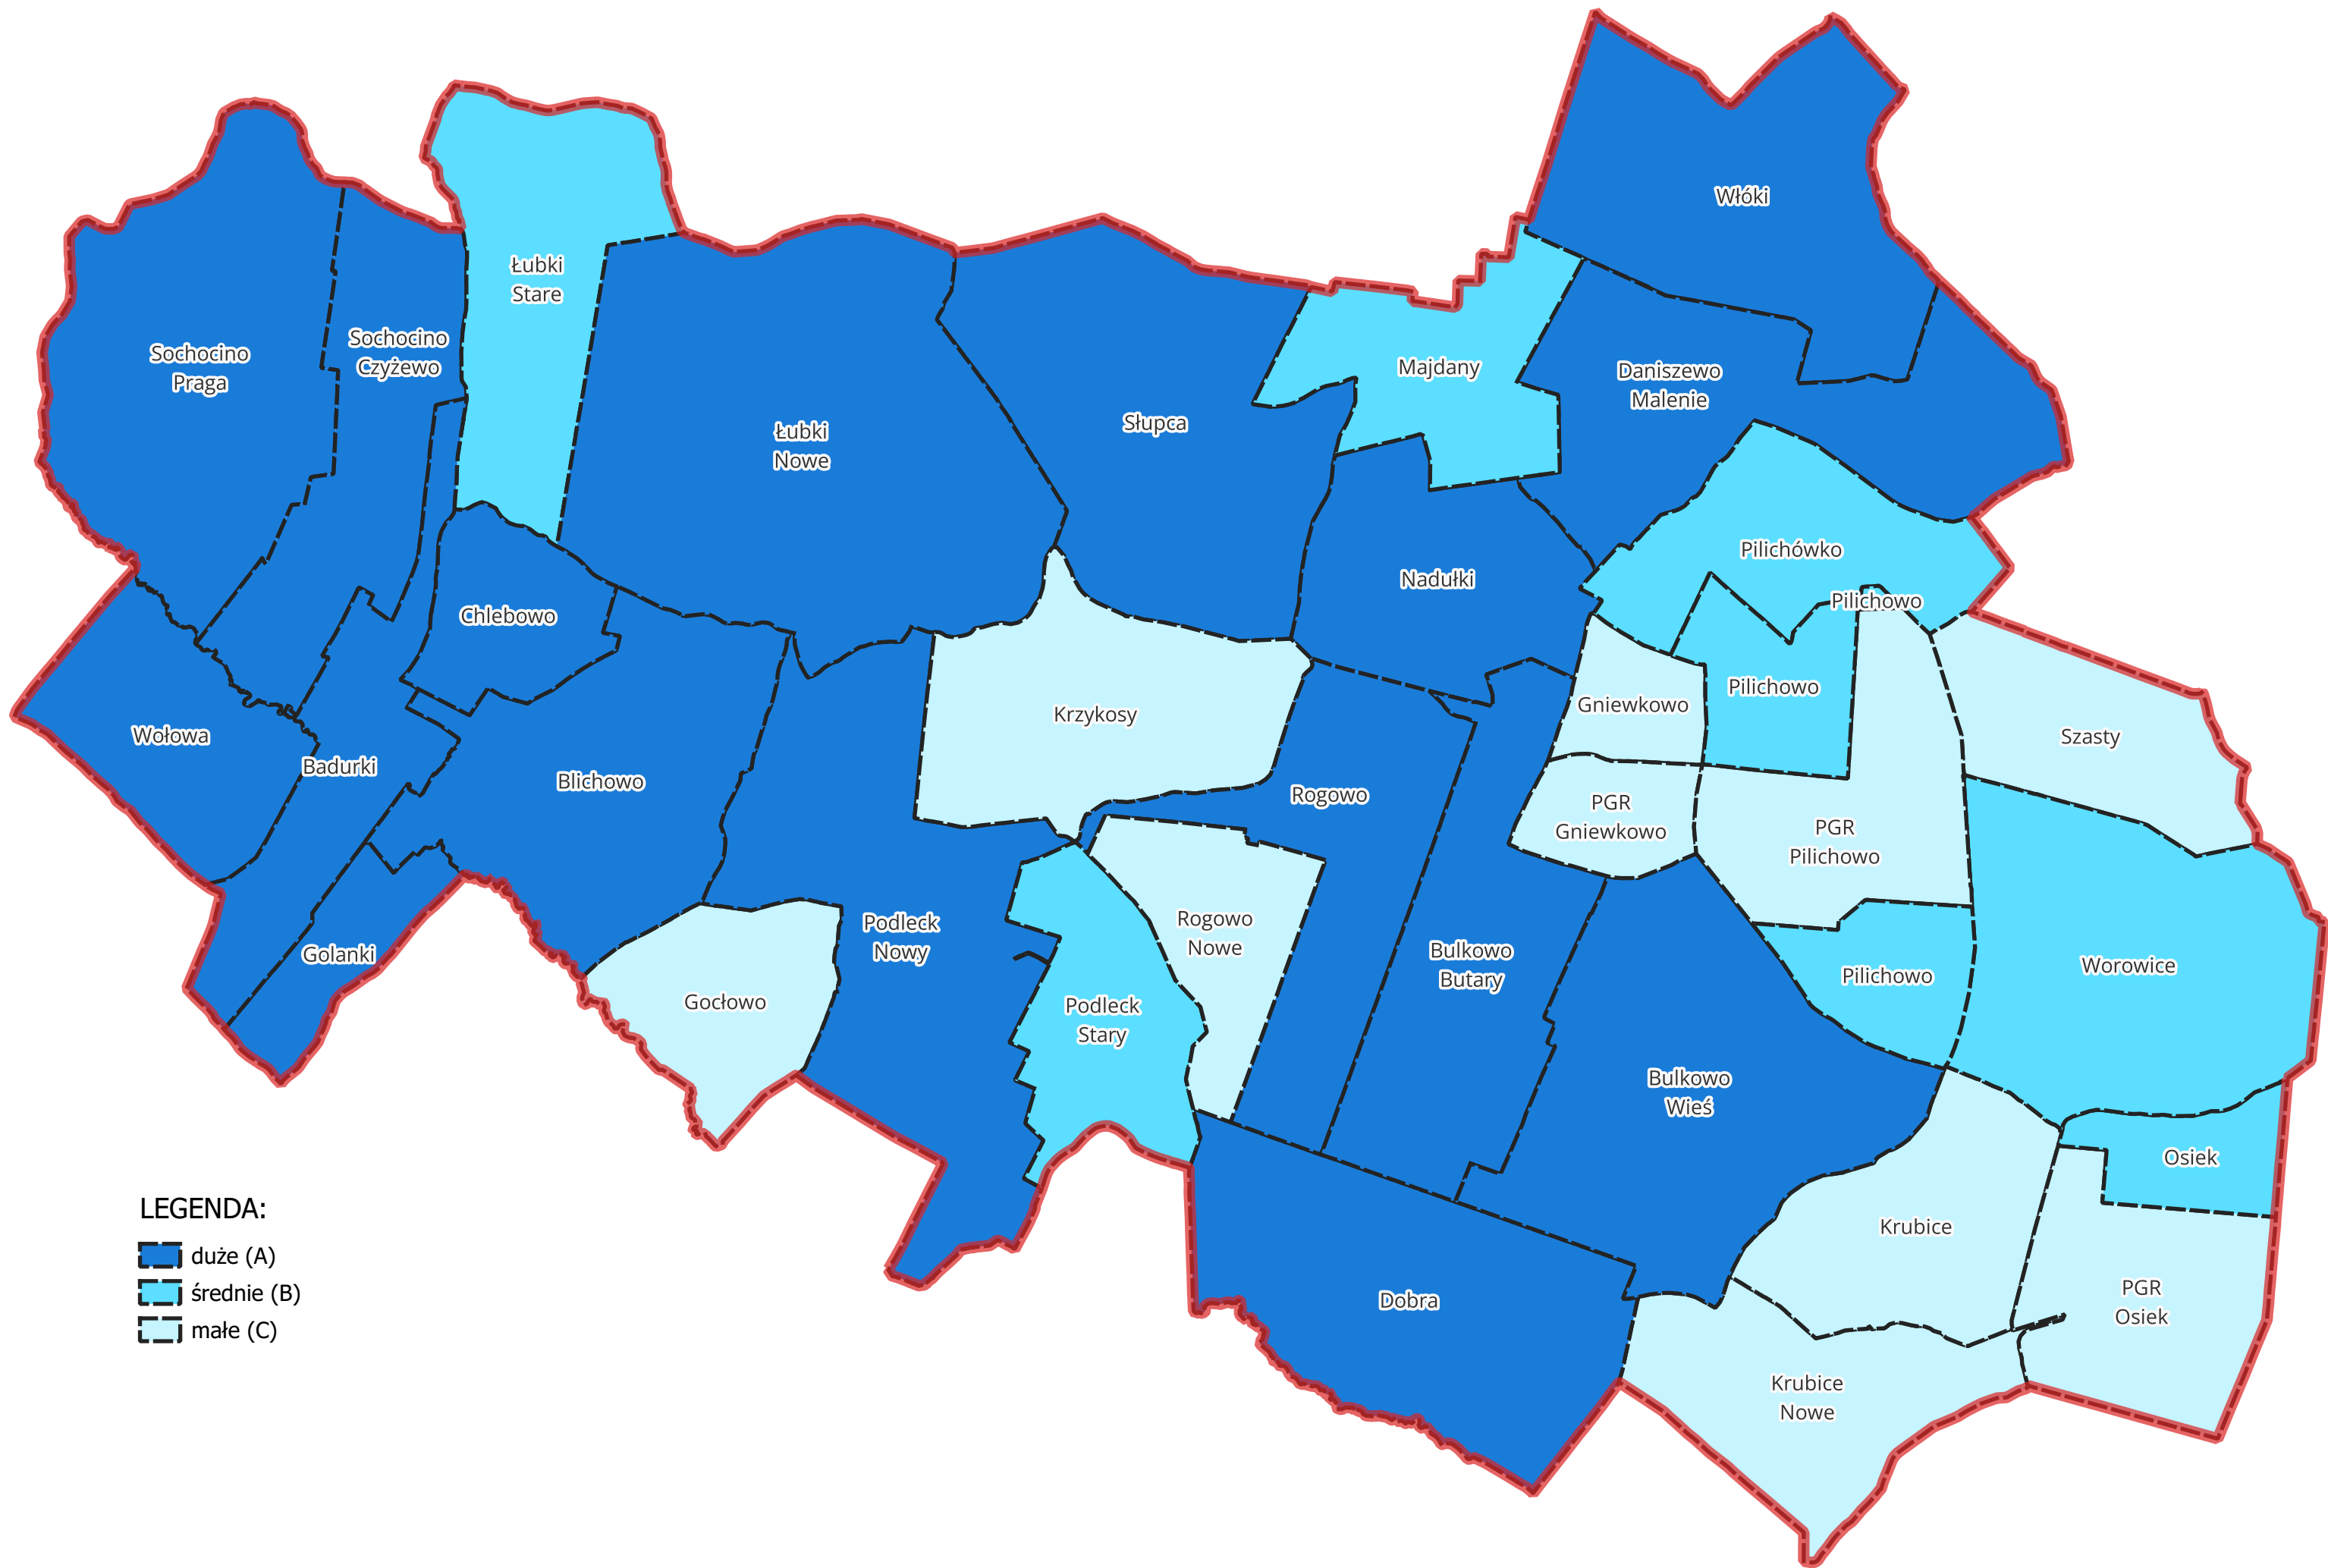 Włóki
Łubki
Stare
Sochocino
Praga
Sochocino
Czyżewo
Majdany
Daniszewo
Malenie
Słupca
Łubki
Nowe
Pilichówko
Nadułki
Pilichowo
Chlebowo
Pilichowo
Gniewkowo
Krzykosy
Wołowa
Szasty
Badurki
Blichowo
Rogowo
PGR
Gniewkowo
PGR
Pilichowo
Rogowo
Nowe
Podleck
Nowy
Golanki
Bulkowo
Butary
Worowice
Pilichowo
Gocłowo
Podleck
Stary
Bulkowo
Wieś
Osiek
Krubice
PGR
Osiek
Dobra
Krubice
Nowe
LEGENDA:
duże (A)
średnie (B)
małe (C)